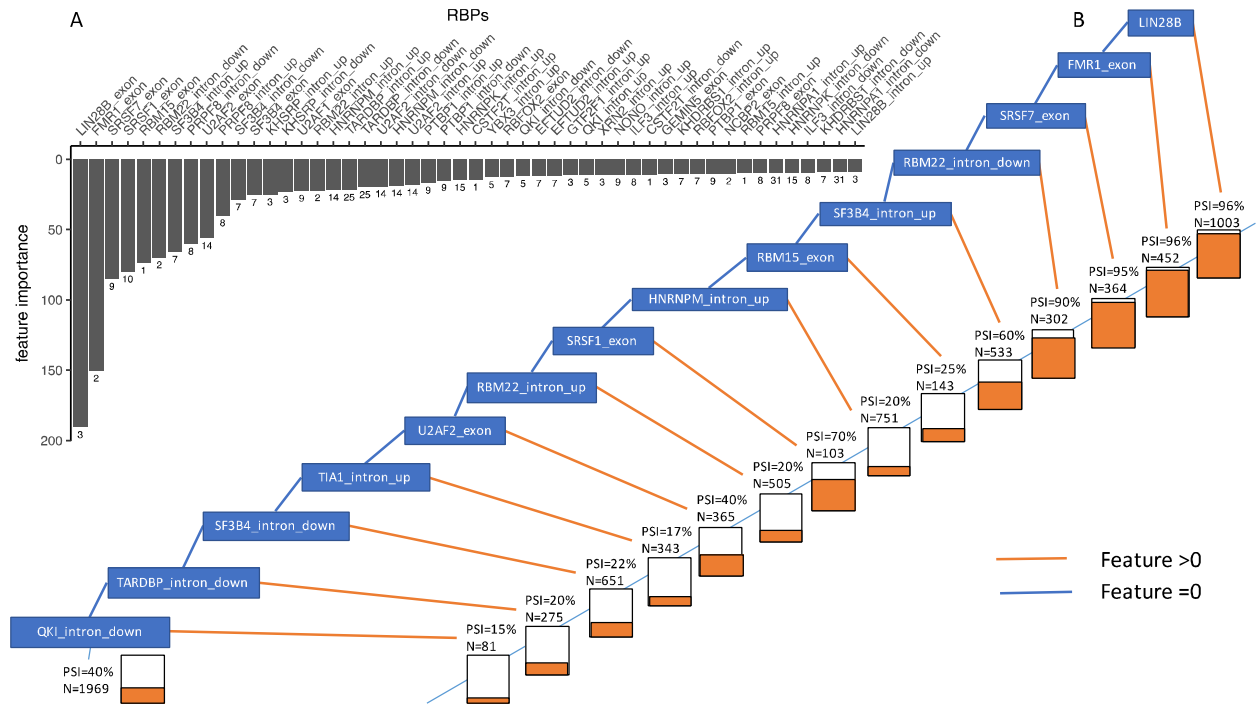 A
RBPs
B
LIN28B_exon
FMR1_exon
SRSF7_exon
SRSF1_exon
RBM15_exon
RBM22_intron_down
SF3B4_intron_up
PRPF8_intron_down
U2AF2_exon
PRPF8_intron_up
SF3B4_intron_down
SF3B4_exon
KHSRP_intron_up
KHSRP_intron_down
U2AF1_exon
RBM22_intron_up
HNRNPM_intron_up
TARDBP_intron_up
TARDBP_intron_down
U2AF2_intron_down
U2AF2_intron_up
PTBP1_intron_up
PTBP1_intron_down
HNRNPK_intron_up
CSTF2T_intron_up
YBX3_intron_up
RBFOX2_exon
QKI_intron_down
EFTUD2_intron_down
EFTUD2_intron_up
GTF2F1_intron_up
QKI_intron_up
XRN2_intron_up
NONO_intron_up
ILF3_intron_up
CSTF2T_intron_down
GEMIN5_exon
KHDRBS1_intron_up
RBFOX2_intron_up
PTBP1_exon
NCBP2_exon
RBM15_intron_up
PRPF8_exon
HNRNPA1_intron_up
HNRNPK_intron_down
ILF3_intron_down
KHDRBS1_intron_down
HNRNPA1_intron_down
LIN28B_intron_up
feature importance
0
50
100
150
200
3 2 9 10 1 2 7 8 14 8 7 7 3 3 9 2 14 25 25 14 14 14 9 9 15 1 5 7 5 7 7 3 5 3 9 8 1 3 7 7 9 2 1 8 31 15 8 7 31 3
LIN28B
FMR1_exon
SRSF7_exon
RBM22_intron_down
SF3B4_intron_up
RBM15_exon
HNRNPM_intron_up
SRSF1_exon
RBM22_intron_up
U2AF2_exon
TIA1_intron_up
SF3B4_intron_down
TARDBP_intron_down
QKI_intron_down
PSI=96%
N=1003
PSI=96%
N=452
PSI=95%
N=364
PSI=90%
N=302
PSI=60%
N=533
PSI=25%
N=143
PSI=20%
N=751
PSI=70%
N=103
PSI=20%
N=505
PSI=40%
N=365
PSI=17%
N=343
PSI=22%
N=651
PSI=20%
N=275
PSI=15%
N=81
PSI=40%
N=1969
Feature >0
Feature =0